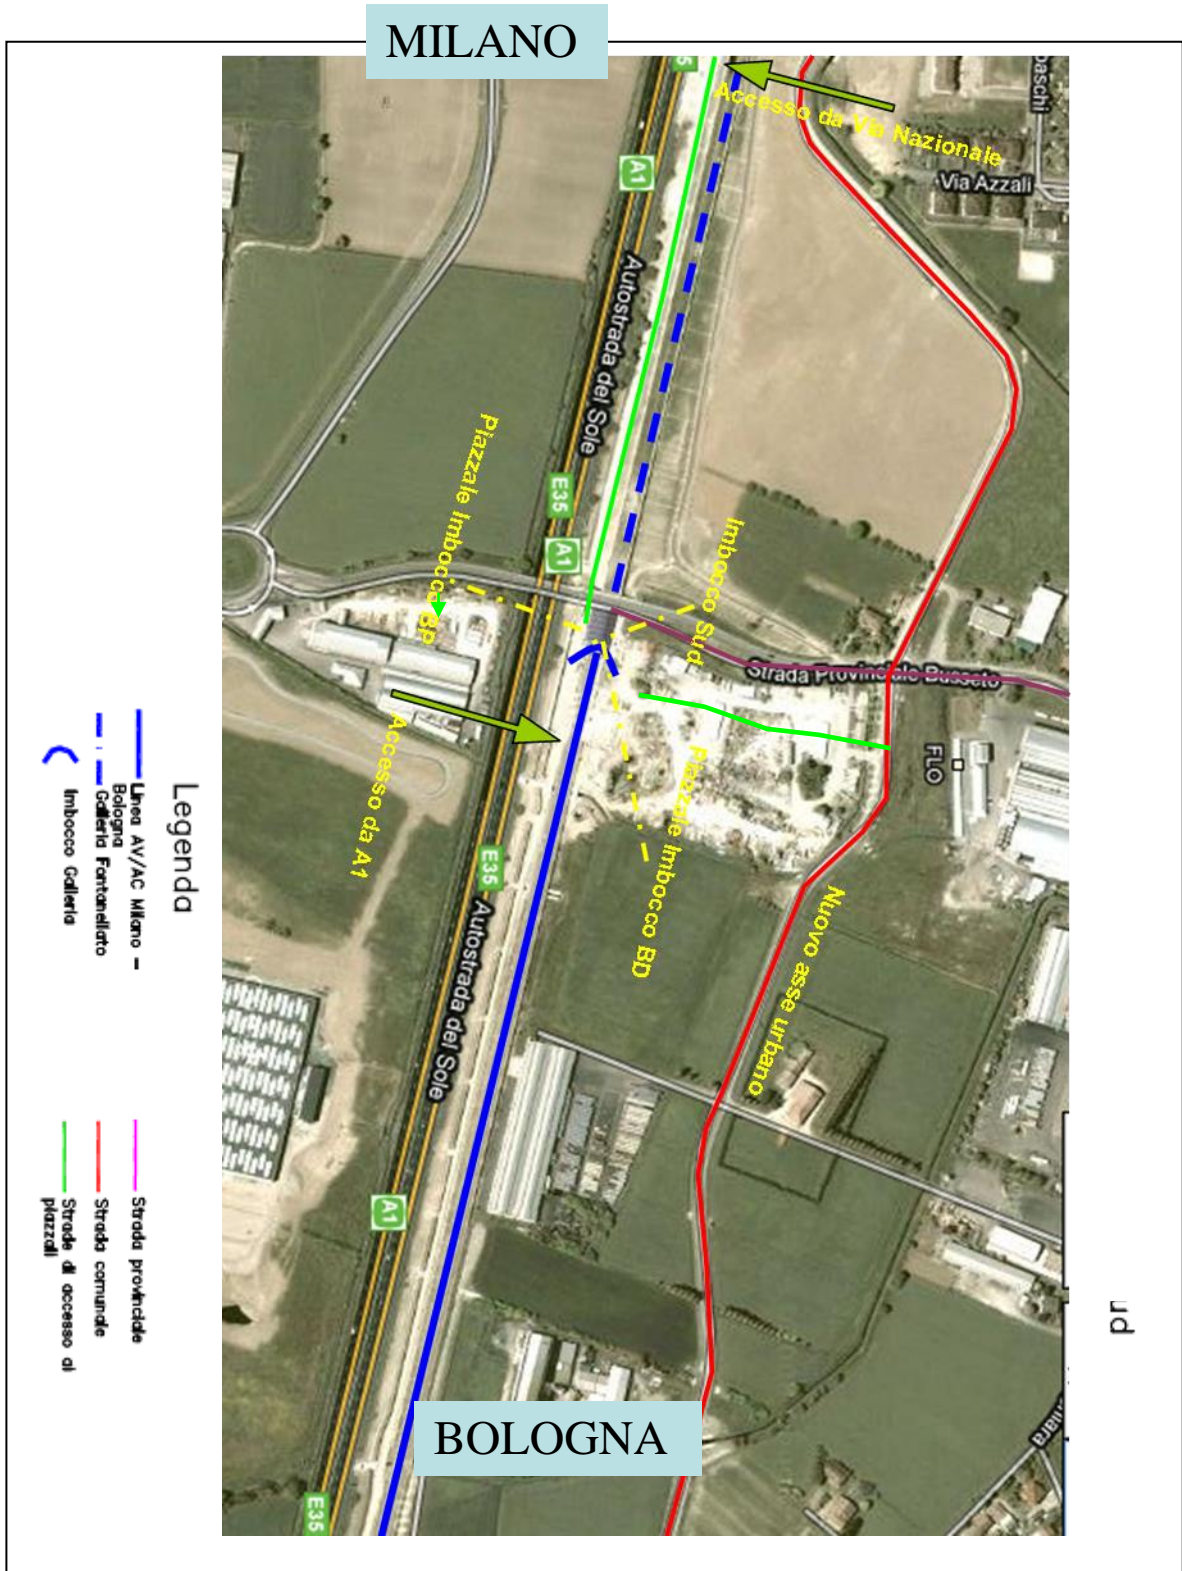 MILANO
Accesso da Via Nazionale
Via Azzali
A1
Autostrada del Sole
Piazzale Imbocco BP
E35
A1
Imbocco Sud
Strada Provinciale Busseto
Accesso da A1
Piazzale Imbocco BD
FLO
E35
Autostrada del Sole
Nuovo asse urbano
A1
BOLOGNA
E35
Legenda
Linea AV/AC Milano –
Bologna
Galleria Fontanellato
Imbocco Galleria
Strada provinciale
Strada comunale
Strade di accesso ai
piazzali